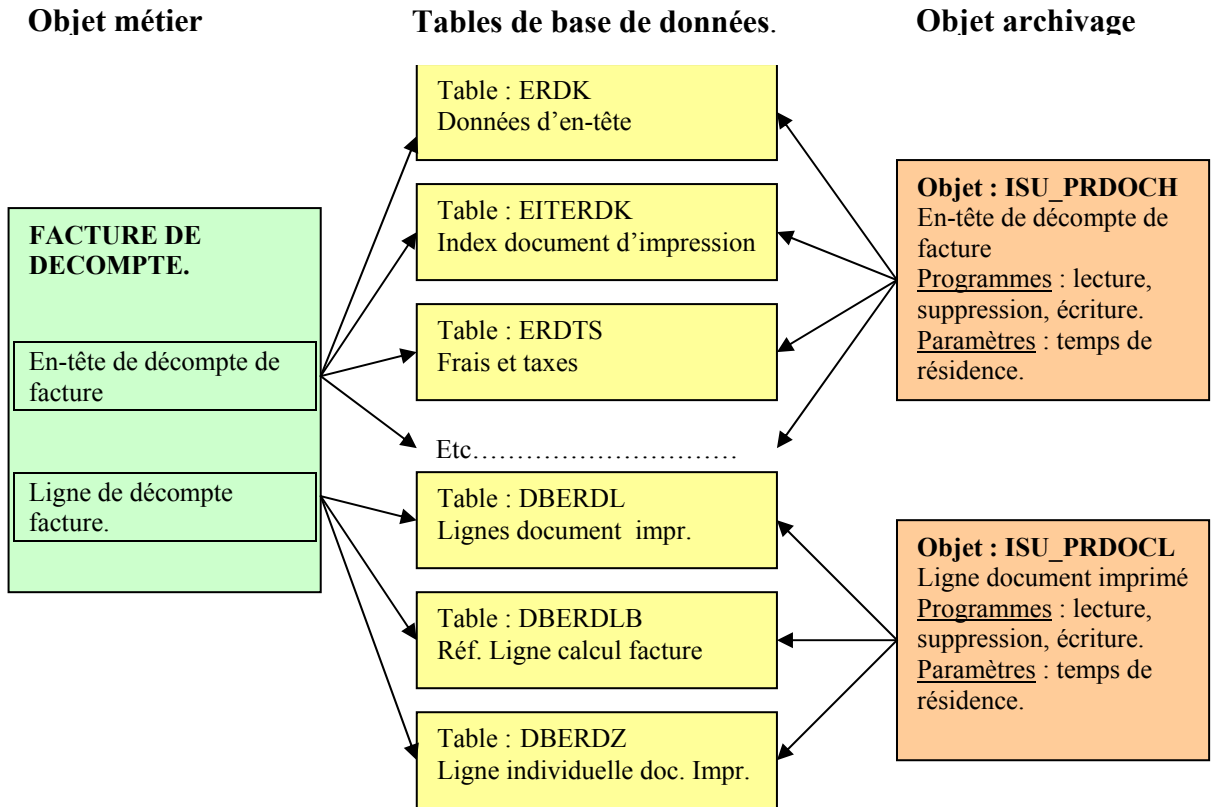 Objet métier
Tables de base de données.
Objet archivage
FACTURE DE
DECOMPTE.
En-tête de décompte de
facture
Ligne de décompte
facture.
Table : ERDK
Données d’en-tête
Table : EITERDK
Index document d’impression
Table : ERDTS
Frais et taxes
Etc…………………………
Table : DBERDL
Lignes document  impr.
Table : DBERDLB
Réf. Ligne calcul facture
Table : DBERDZ
Ligne individuelle doc. Impr.
Objet : ISU_PRDOCH
En-tête de décompte de
facture
Programmes : lecture,
suppression, écriture.
Paramètres : temps de
résidence.
Objet : ISU_PRDOCL
Ligne document imprimé
Programmes : lecture,
suppression, écriture.
Paramètres : temps de
résidence.